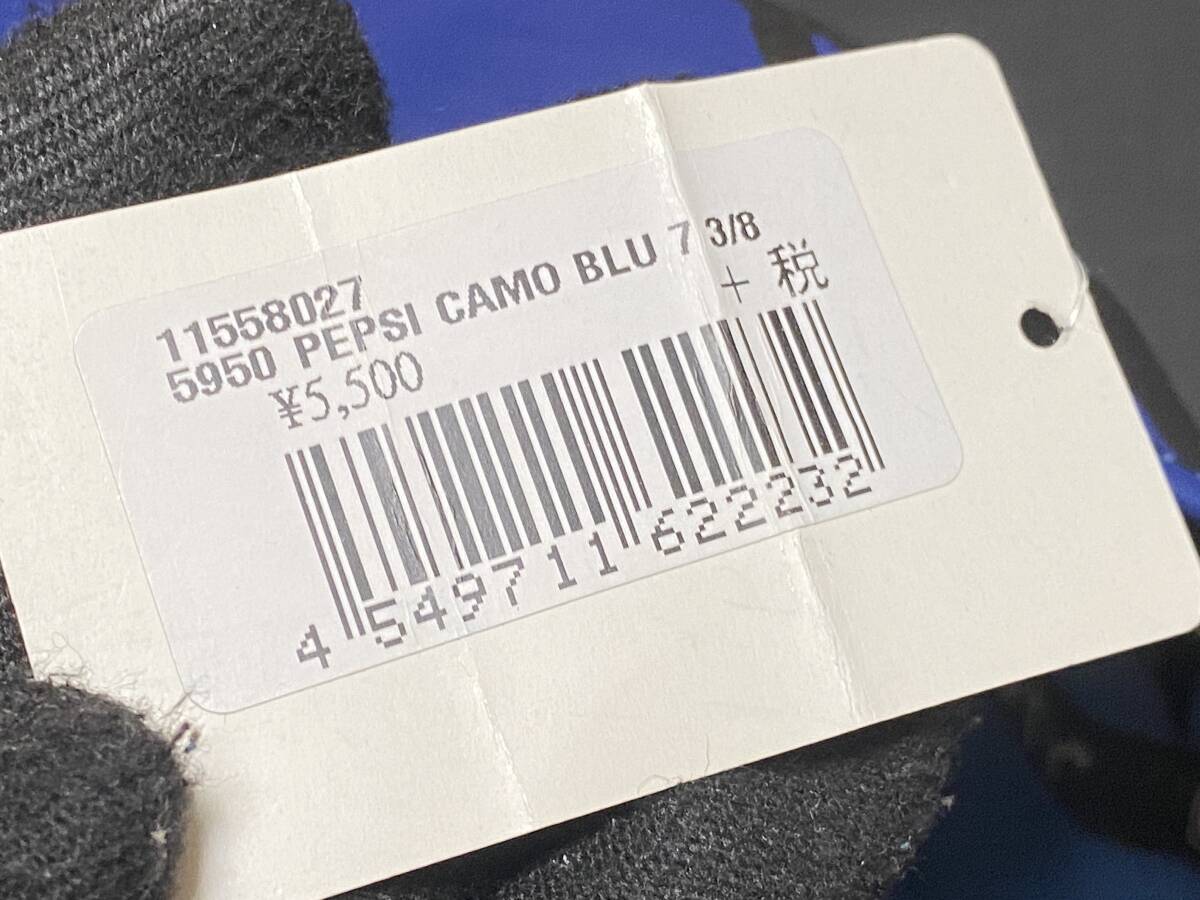 11558027
5950 PEPSI CAMO BLU 7 3/8
¥5,500 + 税
4 549711 622232